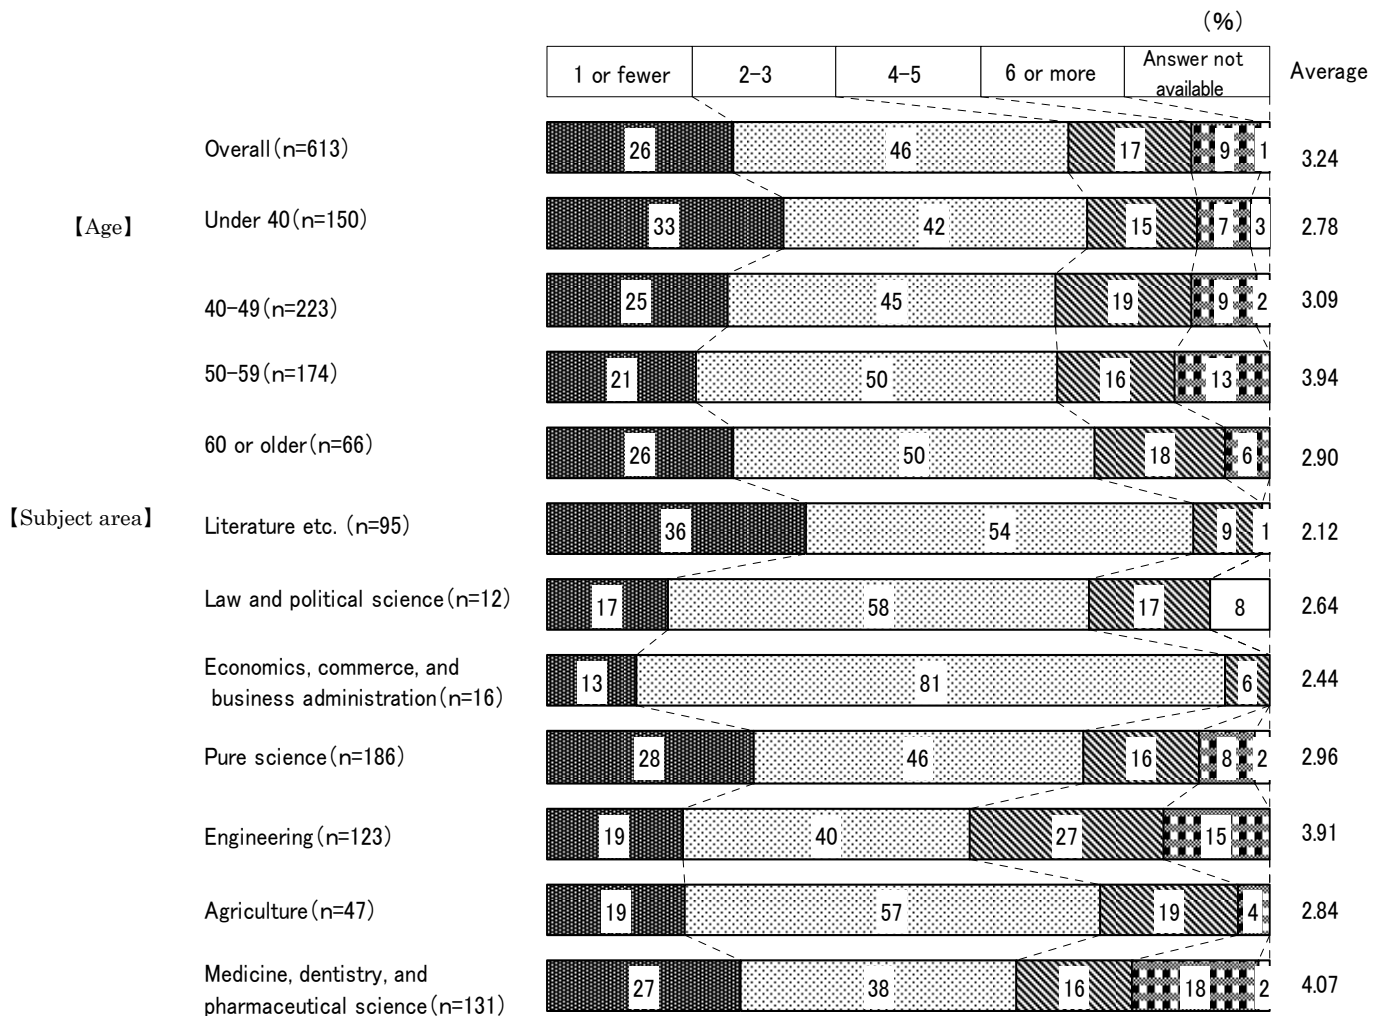 (%)
1 or fewer 2-3 4-5 6 or more Answer not available Average
Overall(n=613) 26 46 17 9 1 3.24
【Age】 Under 40(n=150) 33 42 15 7 3 2.78
40-49(n=223) 25 45 19 9 2 3.09
50-59(n=174) 21 50 16 13 3.94
60 or older(n=66) 26 50 18 6 2.90
【Subject area】 Literature etc. (n=95) 36 54 9 1 2.12
Law and political science(n=12) 17 58 17 8 2.64
Economics, commerce, and
business administration(n=16) 13 81 6 2.44
Pure science(n=186) 28 46 16 8 2 2.96
Engineering(n=123) 19 40 27 15 3.91
Agriculture(n=47) 19 57 19 4 2.84
Medicine, dentistry, and
pharmaceutical science(n=131) 27 38 16 18 2 4.07